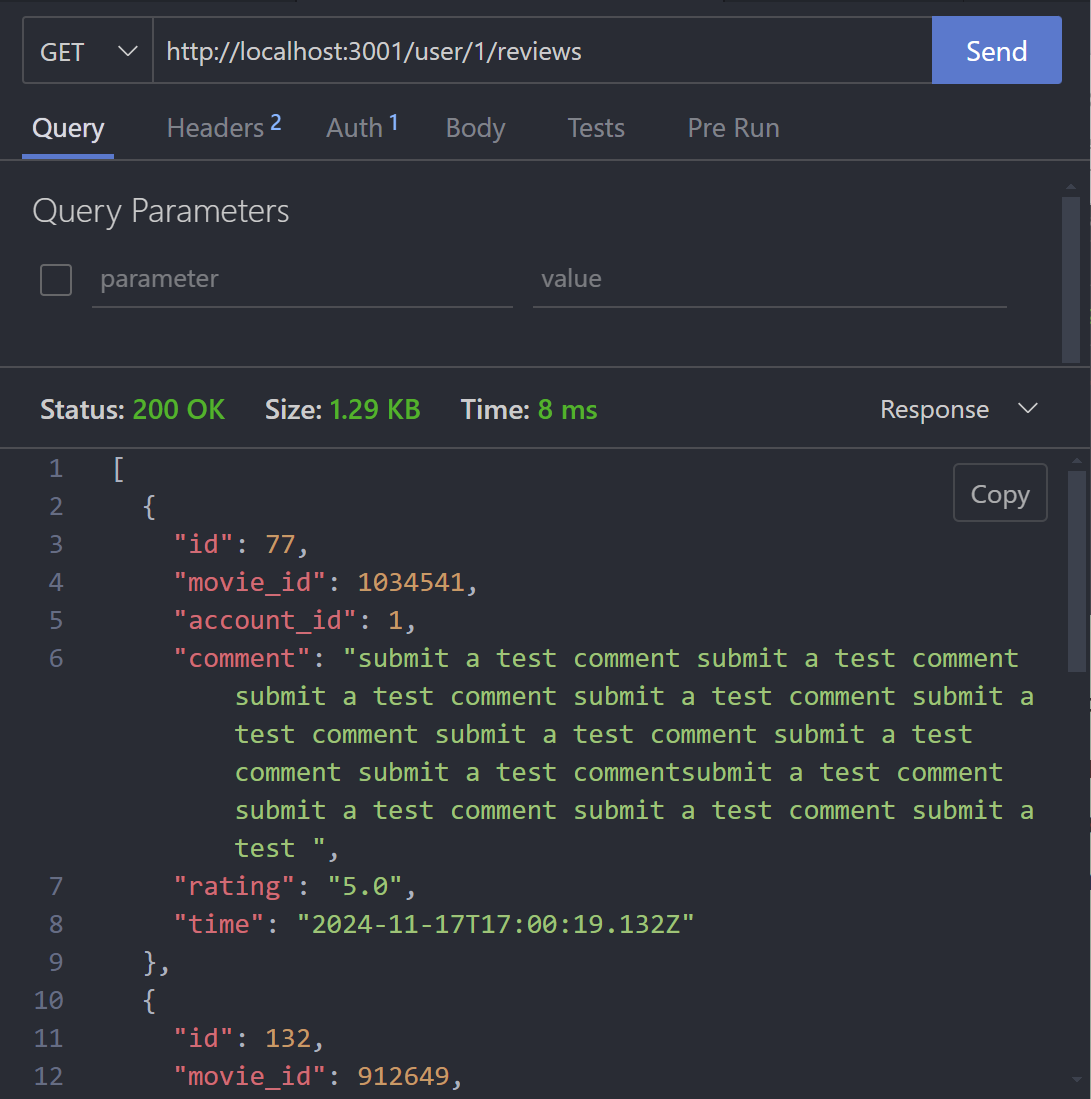 GET http://localhost:3001/user/1/reviews Send
Query Headers 2 Auth 1 Body Tests Pre Run
Query Parameters
parameter value
Status: 200 OK Size: 1.29 KB Time: 8 ms Response
1 [
Copy
2 {
3 "id": 77,
4 "movie_id": 1034541,
5 "account_id": 1,
6 "comment": "submit a test comment submit a test comment
submit a test comment submit a test comment submit a
test comment submit a test comment submit a test
comment submit a test commentsubmit a test comment
submit a test comment submit a test comment submit a
test ",
7 "rating": "5.0",
8 "time": "2024-11-17T17:00:19.132Z"
9 },
10 {
11 "id": 132,
12 "movie_id": 912649,